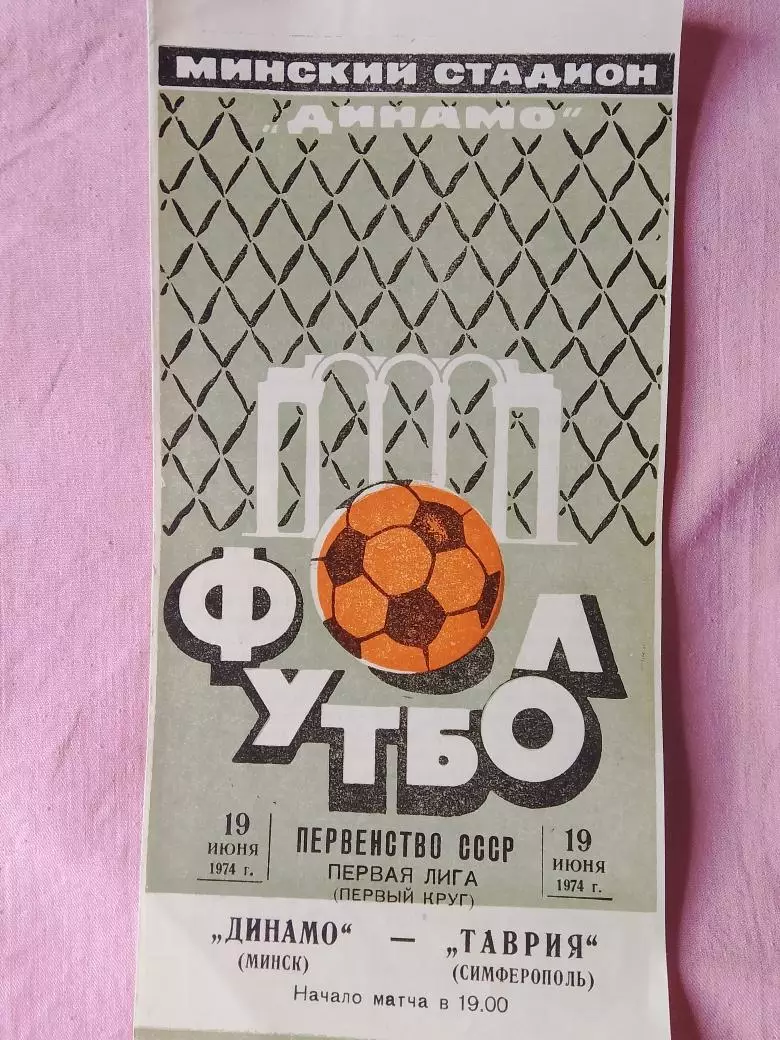 МИНСКИЙ СТАДИОН
„ДИНАМО"
ФУТБОЛ
19 ИЮНЯ 1974 г.
ПЕРВЕНСТВО СССР
ПЕРВАЯ ЛИГА
(ПЕРВЫЙ КРУГ)
19 ИЮНЯ 1974 г.
„ДИНАМО" — „ТАВРИЯ"
(МИНСК) (СИМФЕРОПОЛЬ)
Начало матча в 19.00